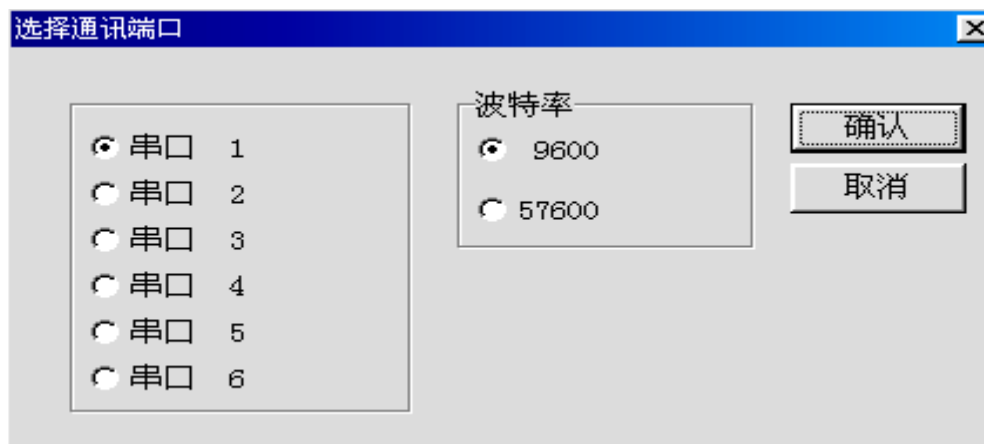 选择通讯端口
串口 1
串口 2
串口 3
串口 4
串口 5
串口 6
波特率
9600
57600
确认
取消